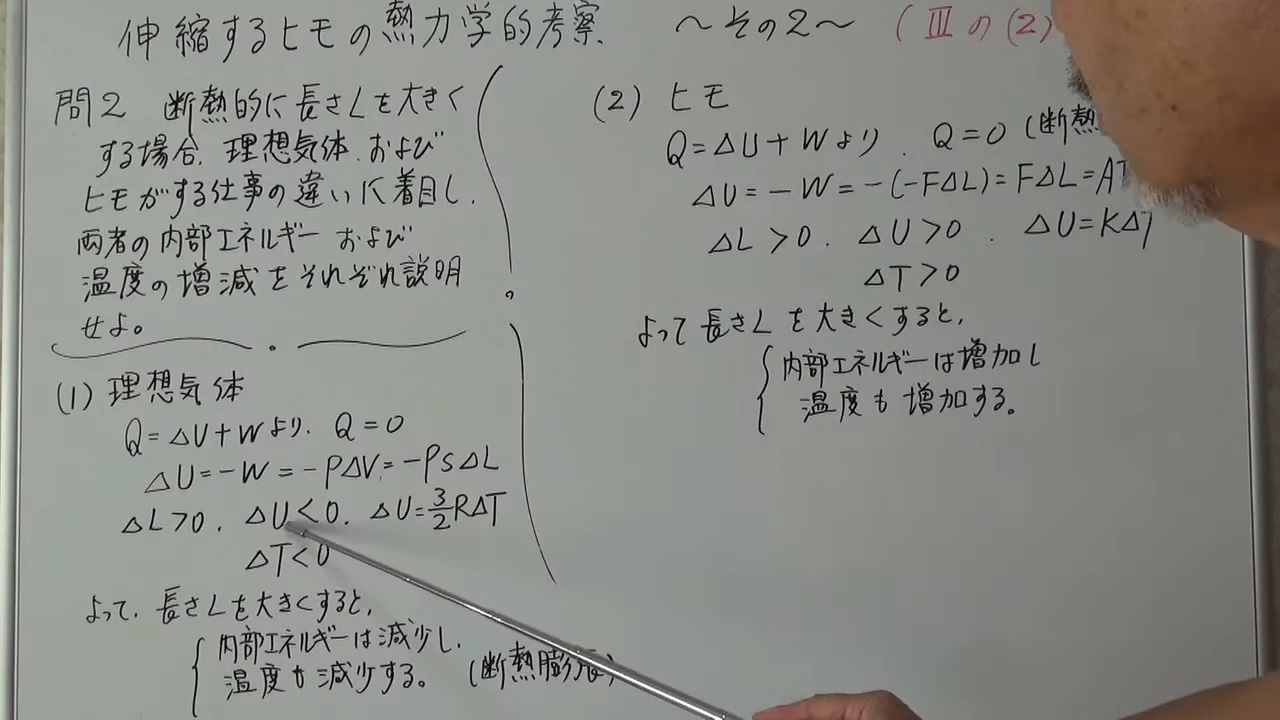 伸縮するヒモの熱力学的考察 〜その2〜 (Ⅲの(2)
問2 断熱的に長さLを大きく
する場合、理想気体、および
ヒモがする仕事の違いに着目し、
両者の内部エネルギーおよび
温度の増減をそれぞれ説明
せよ。
(1) 理想気体
Q=ΔU+Wより、Q=0
ΔU=-W=-PΔV=-PSΔL
ΔL>0、ΔU<0、ΔU=3/2RΔT
ΔT<0
よって、長さLを大きくすると、
内部エネルギーは減少し、
温度も減少する。(断熱膨張)
(2) ヒモ
Q=ΔU+Wより、Q=0 (断熱
ΔU=-W=-(-FΔL)=FΔL=AT
ΔL>0、ΔU>0、ΔU=KΔT
ΔT>0
よって長さLを大きくすると、
内部エネルギーは増加し
温度も増加する。